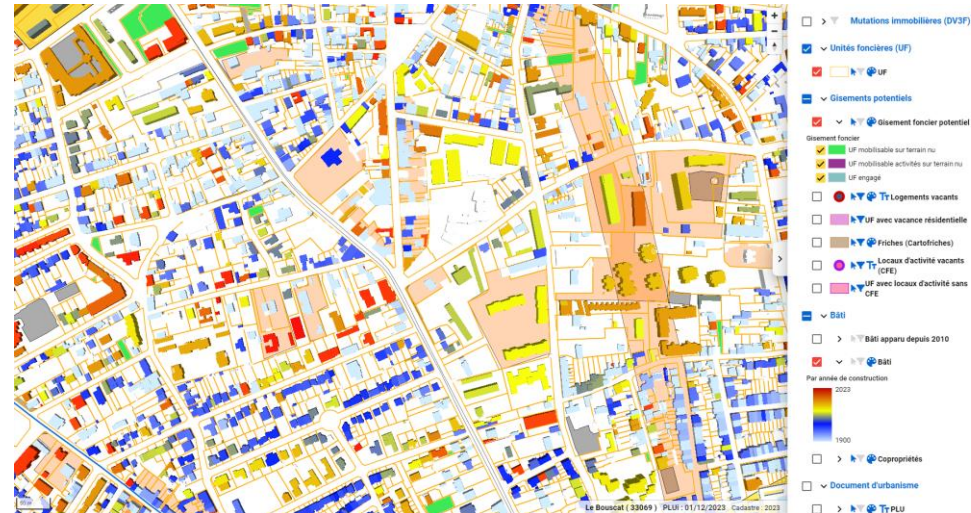 Mutations immobilières (DV3F)
Unités foncières (UF)
UF
Gisements potentiels
Gisement foncier potentiel
Gisement foncier
UF mobilisable sur terrain nu
UF mobilisable activités sur terrain nu
UF engagé
Logements vacants
UF avec vacance résidentielle
Friches (Cartofriches)
Locaux d'activité vacants
(CFE)
UF avec locaux d'activité sans
CFE
Bâti
Bâti apparu depuis 2010
Bâti
Par année de construction
2023
1900
Copropriétés
Document d'urbanisme
PLU
Le Bouscat ( 33069 ) PLUi : 01/12/2023 Cadastre : 2023